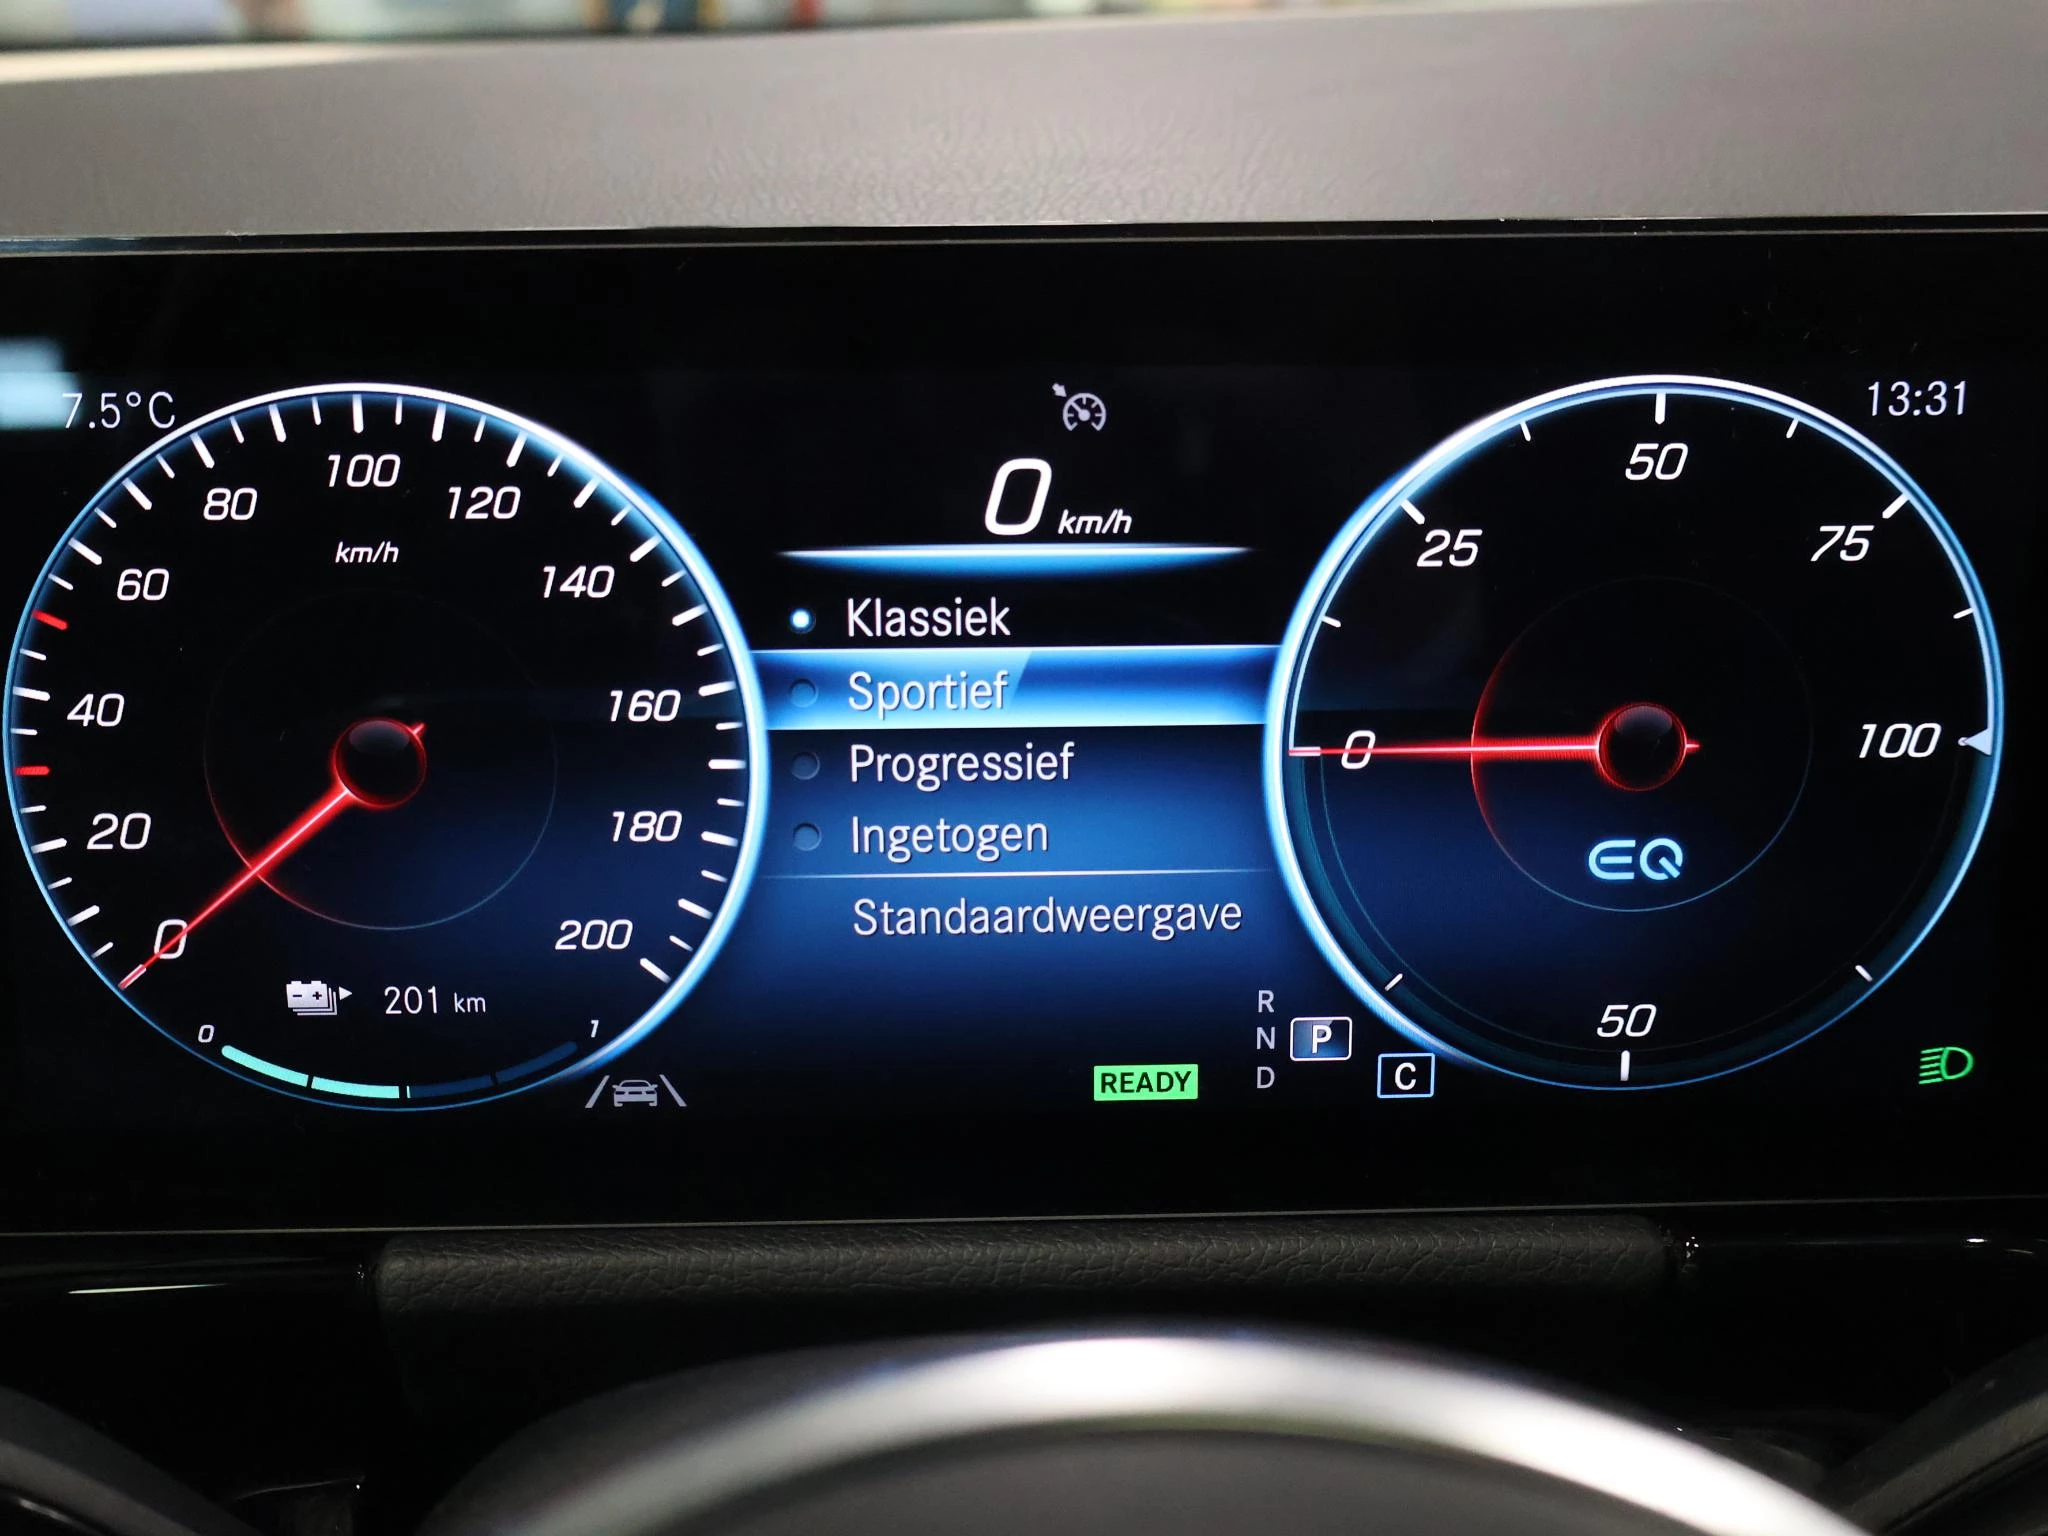 7.5°C
13:31
0 km/h
0
20
40
60
80
100
120
140
160
180
200
km/h
201 km
0
1
Klassiek
Sportief
Progressief
Ingetogen
Standaardweergave
READY
R
N
D
P
C
0
25
50
75
100
EQ
50